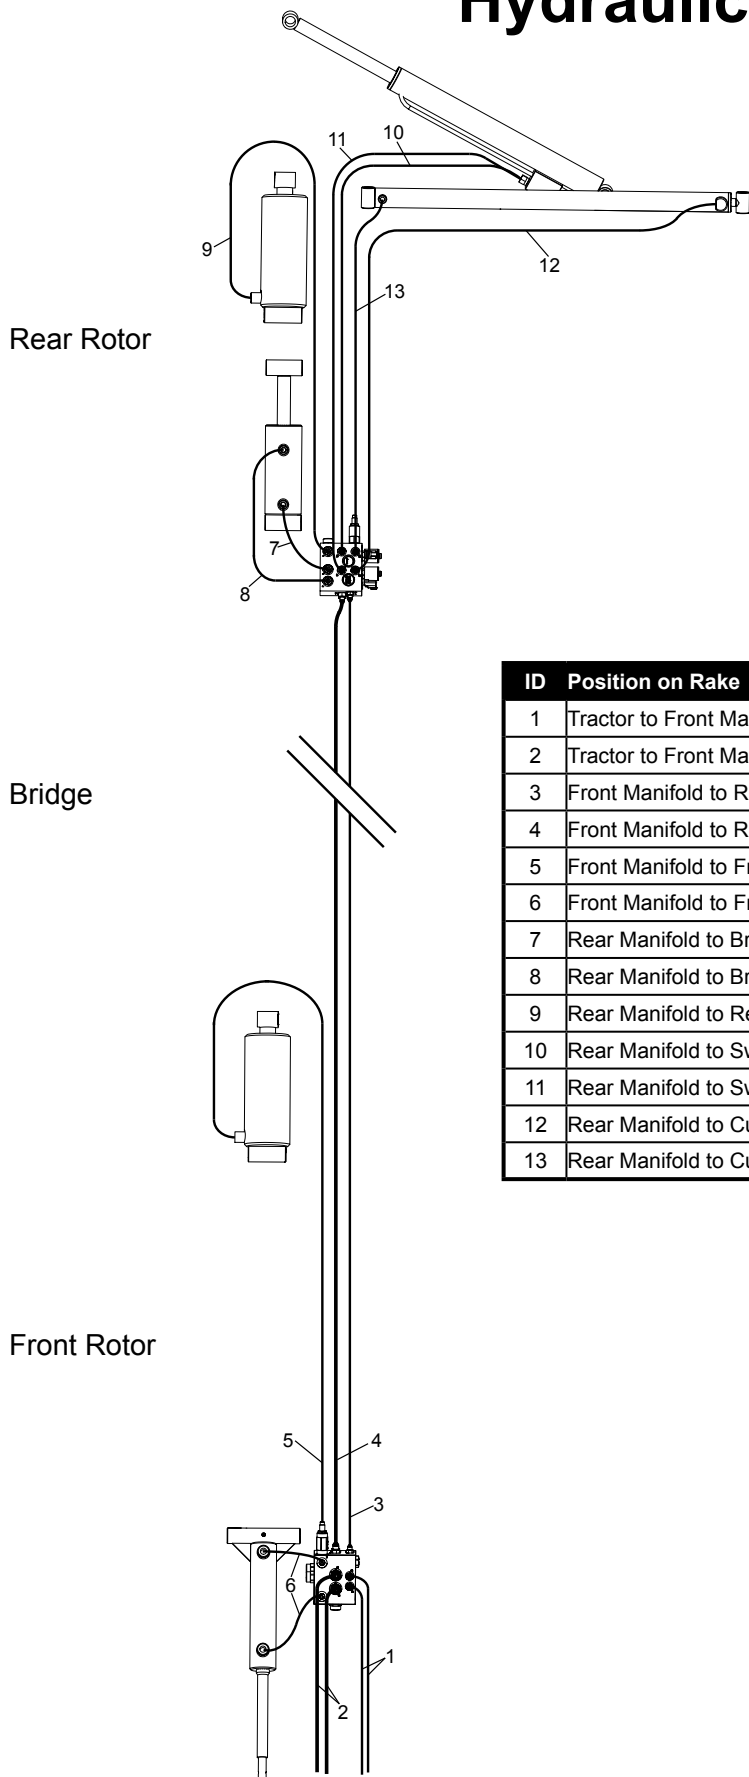 Hydraulic
11
10
9
12
13
Rear Rotor
7
8
ID Position on Rake
1 Tractor to Front Ma
2 Tractor to Front Ma
3 Front Manifold to R
4 Front Manifold to R
5 Front Manifold to Fr
6 Front Manifold to Fr
7 Rear Manifold to Br
8 Rear Manifold to Br
9 Rear Manifold to Re
10 Rear Manifold to Sw
11 Rear Manifold to Sw
12 Rear Manifold to Cu
13 Rear Manifold to Cu
Bridge
Front Rotor
5
4
3
6
1
2